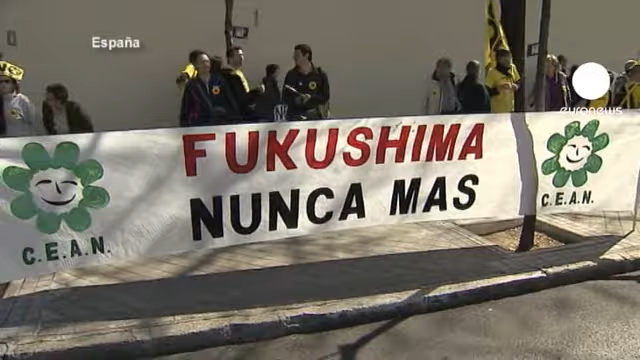 España
euronews
FUKUSHIMA
NUNCA MAS
C.E.A.N.
C.E.A.N.